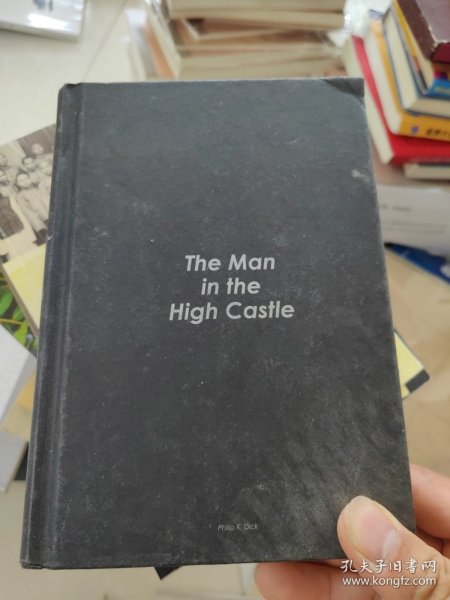 The Man
in the
High Castle
Philip K. Dick
孔夫子旧书网
www.kongfz.com